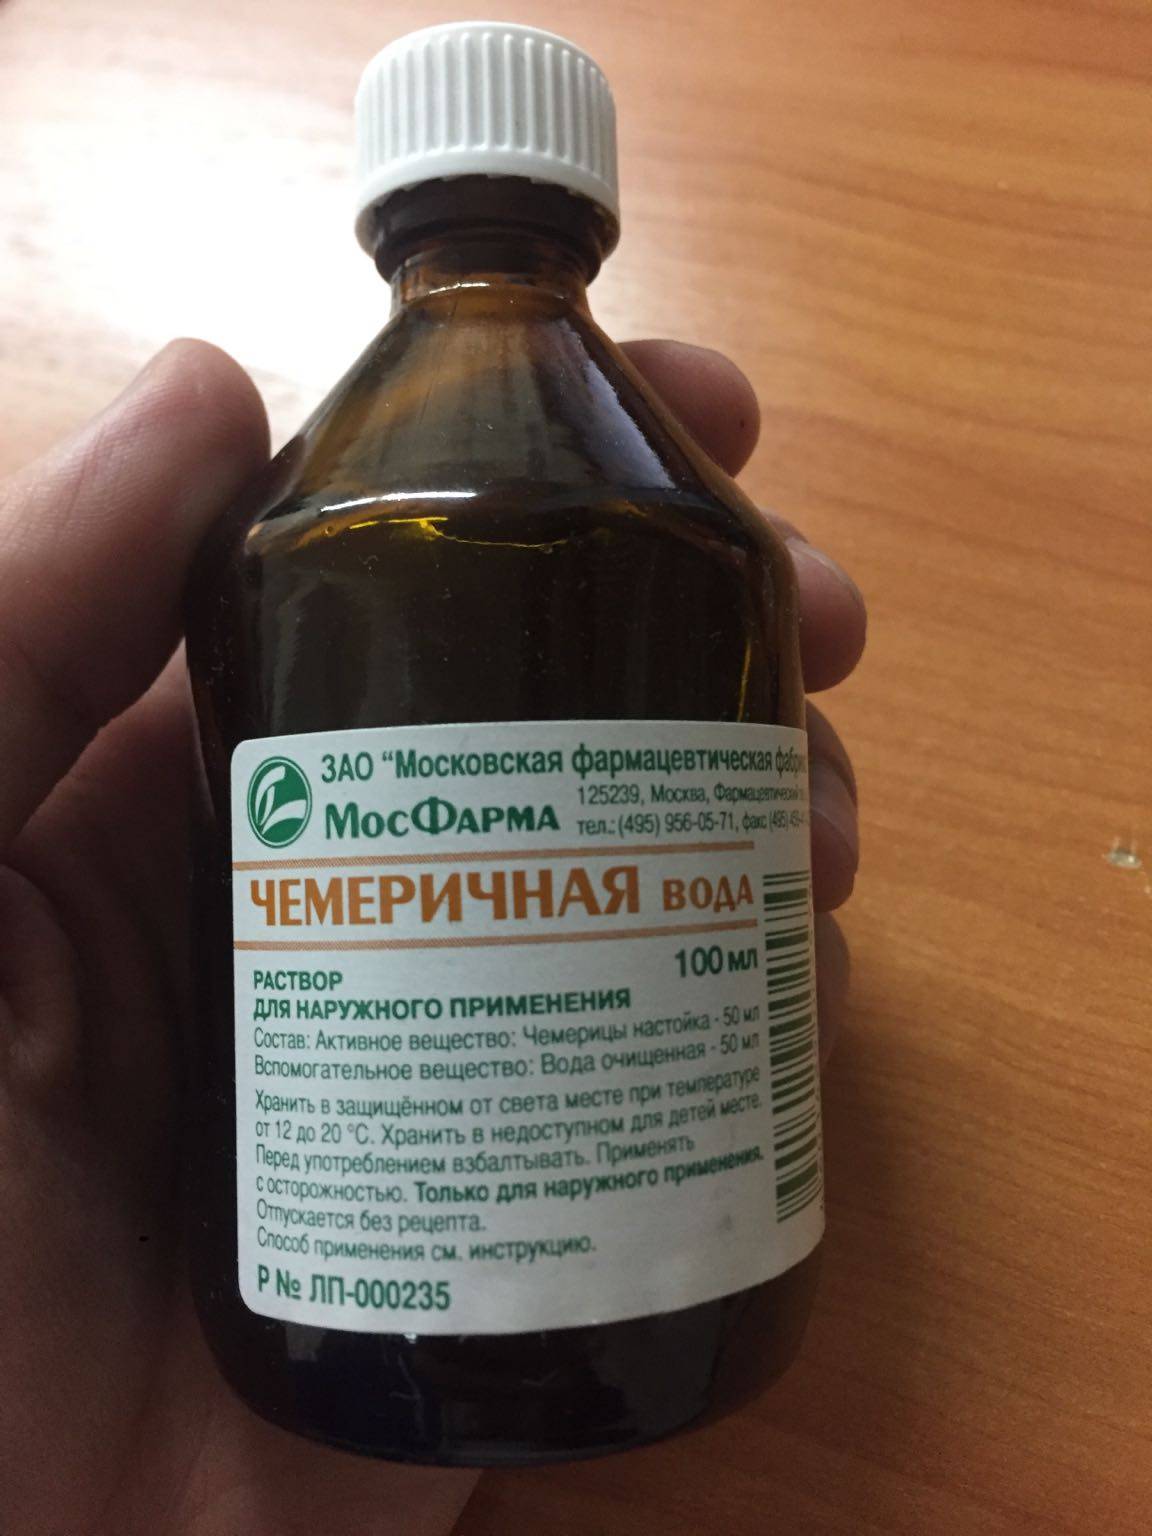 ЗАО "Московская фармацевтическая
МосФарма
125239, Москва, Фармацевтический
тел.: (495) 956-05-71, факс (495)
ЧЕМЕРИЧНАЯ ВОДА
100 мл
РАСТВОР
ДЛЯ НАРУЖНОГО ПРИМЕНЕНИЯ
Состав: Активное вещество: Чемерицы настойка - 50 мл
Вспомогательное вещество: Вода очищенная - 50 мл
Хранить в защищённом от света месте при температуре
от 12 до 20 °С. Хранить в недоступном для детей месте.
Перед употреблением взбалтывать. Применять
с осторожностью. Только для наружного применения.
Отпускается без рецепта.
Способ применения см. инструкцию.
Р № ЛП-000235